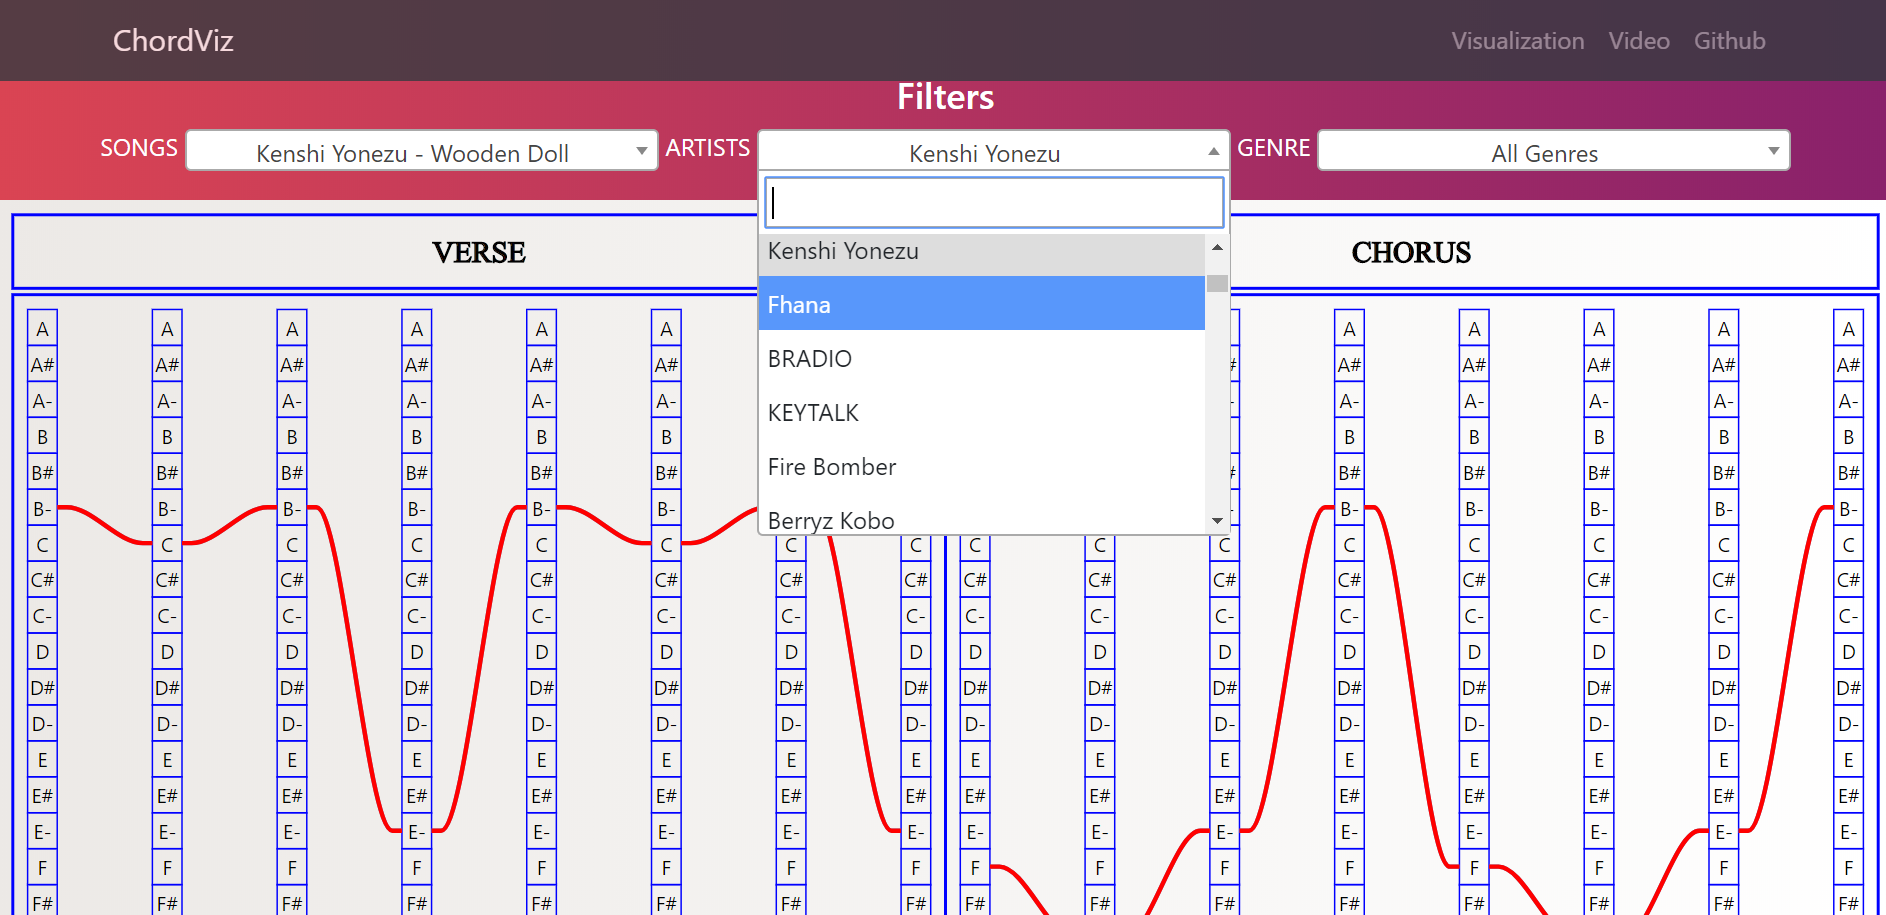 ChordViz
Visualization Video Github
Filters
SONGS Kenshi Yonezu - Wooden Doll ARTISTS Kenshi Yonezu GENRE All Genres
Kenshi Yonezu
Fhana
BRADIO
KEYTALK
Fire Bomber
Berryz Kobo
VERSE CHORUS
A A A A A A A A A A A
A# A# A# A# A# A# A# A# A# A# A#
A- A- A- A- A- A- A- A- A- A- A-
B B B B B B B B B B B
B# B# B# B# B# B# B# B# B# B# B#
B- B- B- B- B- B- B- B- B- B- B-
C C C C C C C C C C C C C C C C
C# C# C# C# C# C# C# C# C# C# C# C# C# C# C# C#
C- C- C- C- C- C- C- C- C- C- C- C- C- C- C- C-
D D D D D D D D D D D D D D D D
D# D# D# D# D# D# D# D# D# D# D# D# D# D# D# D#
D- D- D- D- D- D- D- D- D- D- D- D- D- D- D- D-
E E E E E E E E E E E E E E E E
E# E# E# E# E# E# E# E# E# E# E# E# E# E# E# E#
E- E- E- E- E- E- E- E- E- E- E- E- E- E- E- E-
F F F F F F F F F F F F F F F F
F# F# F# F# F# F# F# F# F# F# F# F# F# F# F# F#